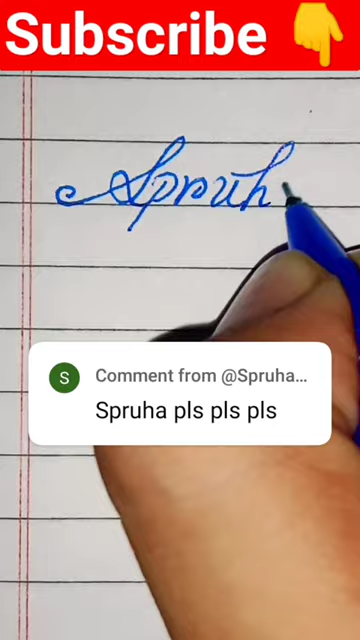 Subscribe 👇
Spruh
S
Comment from @Spruha...
Spruha pls pls pls